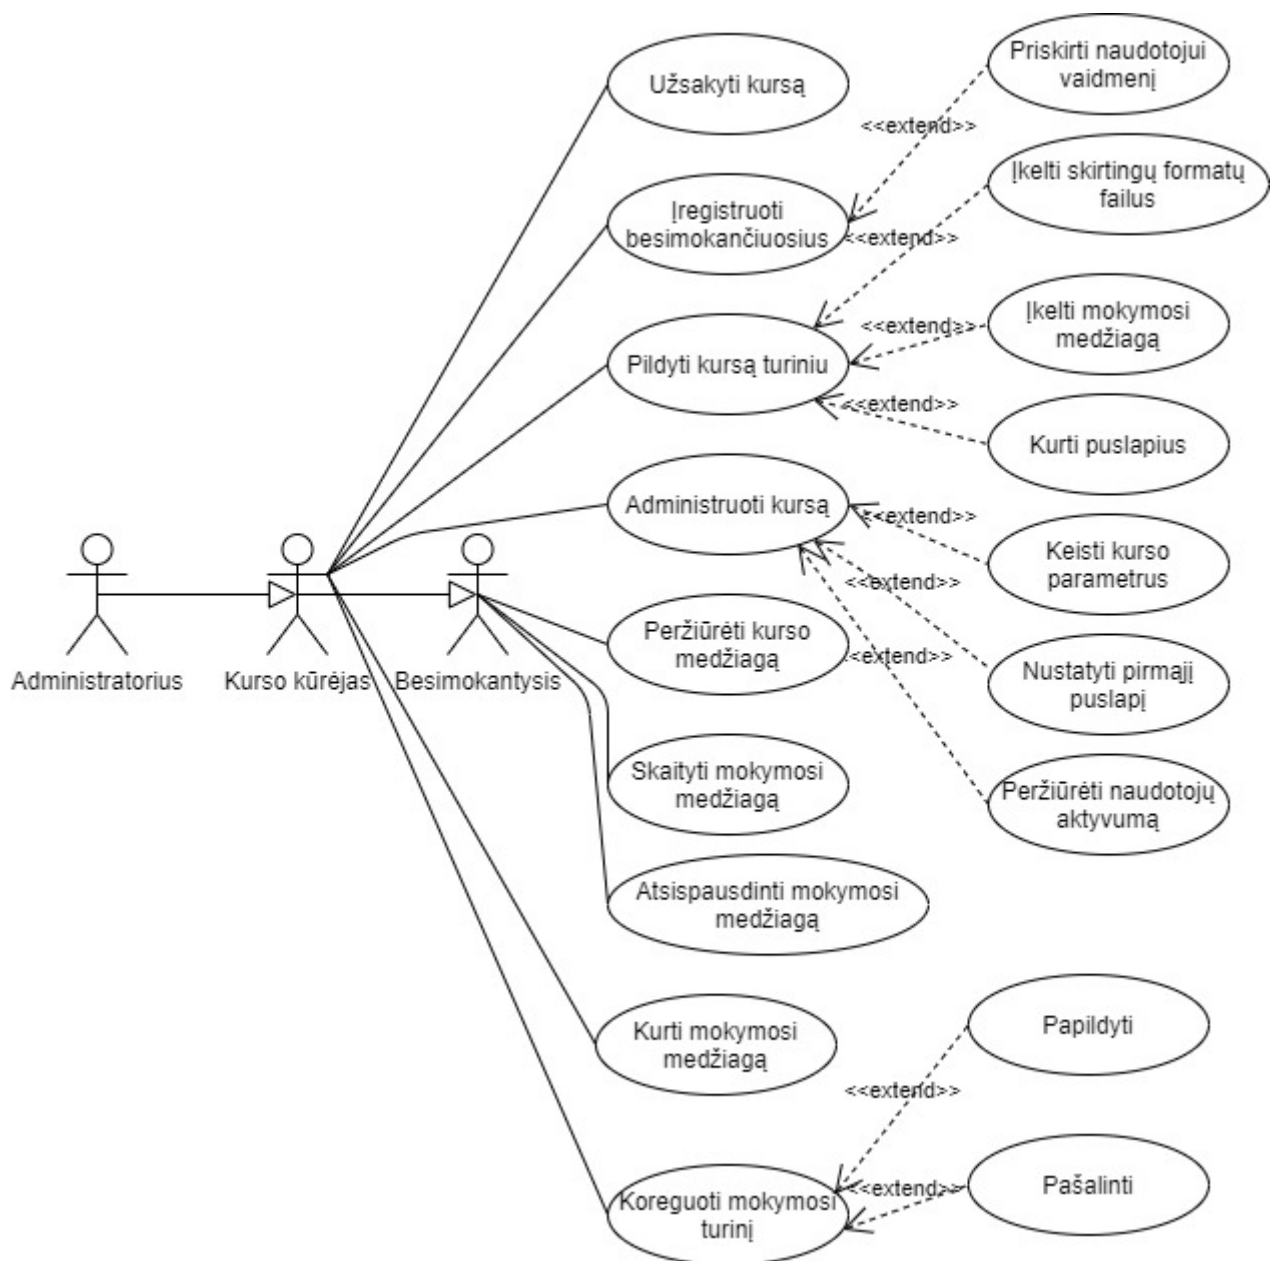 Užsakyti kursą
Priskirti naudotojui
vaidmenį
<<extend>>
Įkelti skirtingų formatų
failus
Įregistruoti
besimokančiuosius
<<extend>>
Įkelti mokymosi
medžiagą
<<extend>>
Pildyti kursą turiniu
<<extend>>
Kurti puslapius
Administruoti kursą
<<extend>>
Keisti kurso
parametrus
<<extend>>
Peržiūrėti kurso
medžiagą
<<extend>>
Nustatyti pirmąjį
puslapį
Administratorius
Kurso kūrėjas
Besimokantysis
Skaityti mokymosi
medžiagą
Peržiūrėti naudotojų
aktyvumą
Atsispausdinti mokymosi
medžiagą
Kurti mokymosi
medžiagą
Papildyti
<<extend>>
Koreguoti mokymosi
turinį
<<extend>>
Pašalinti